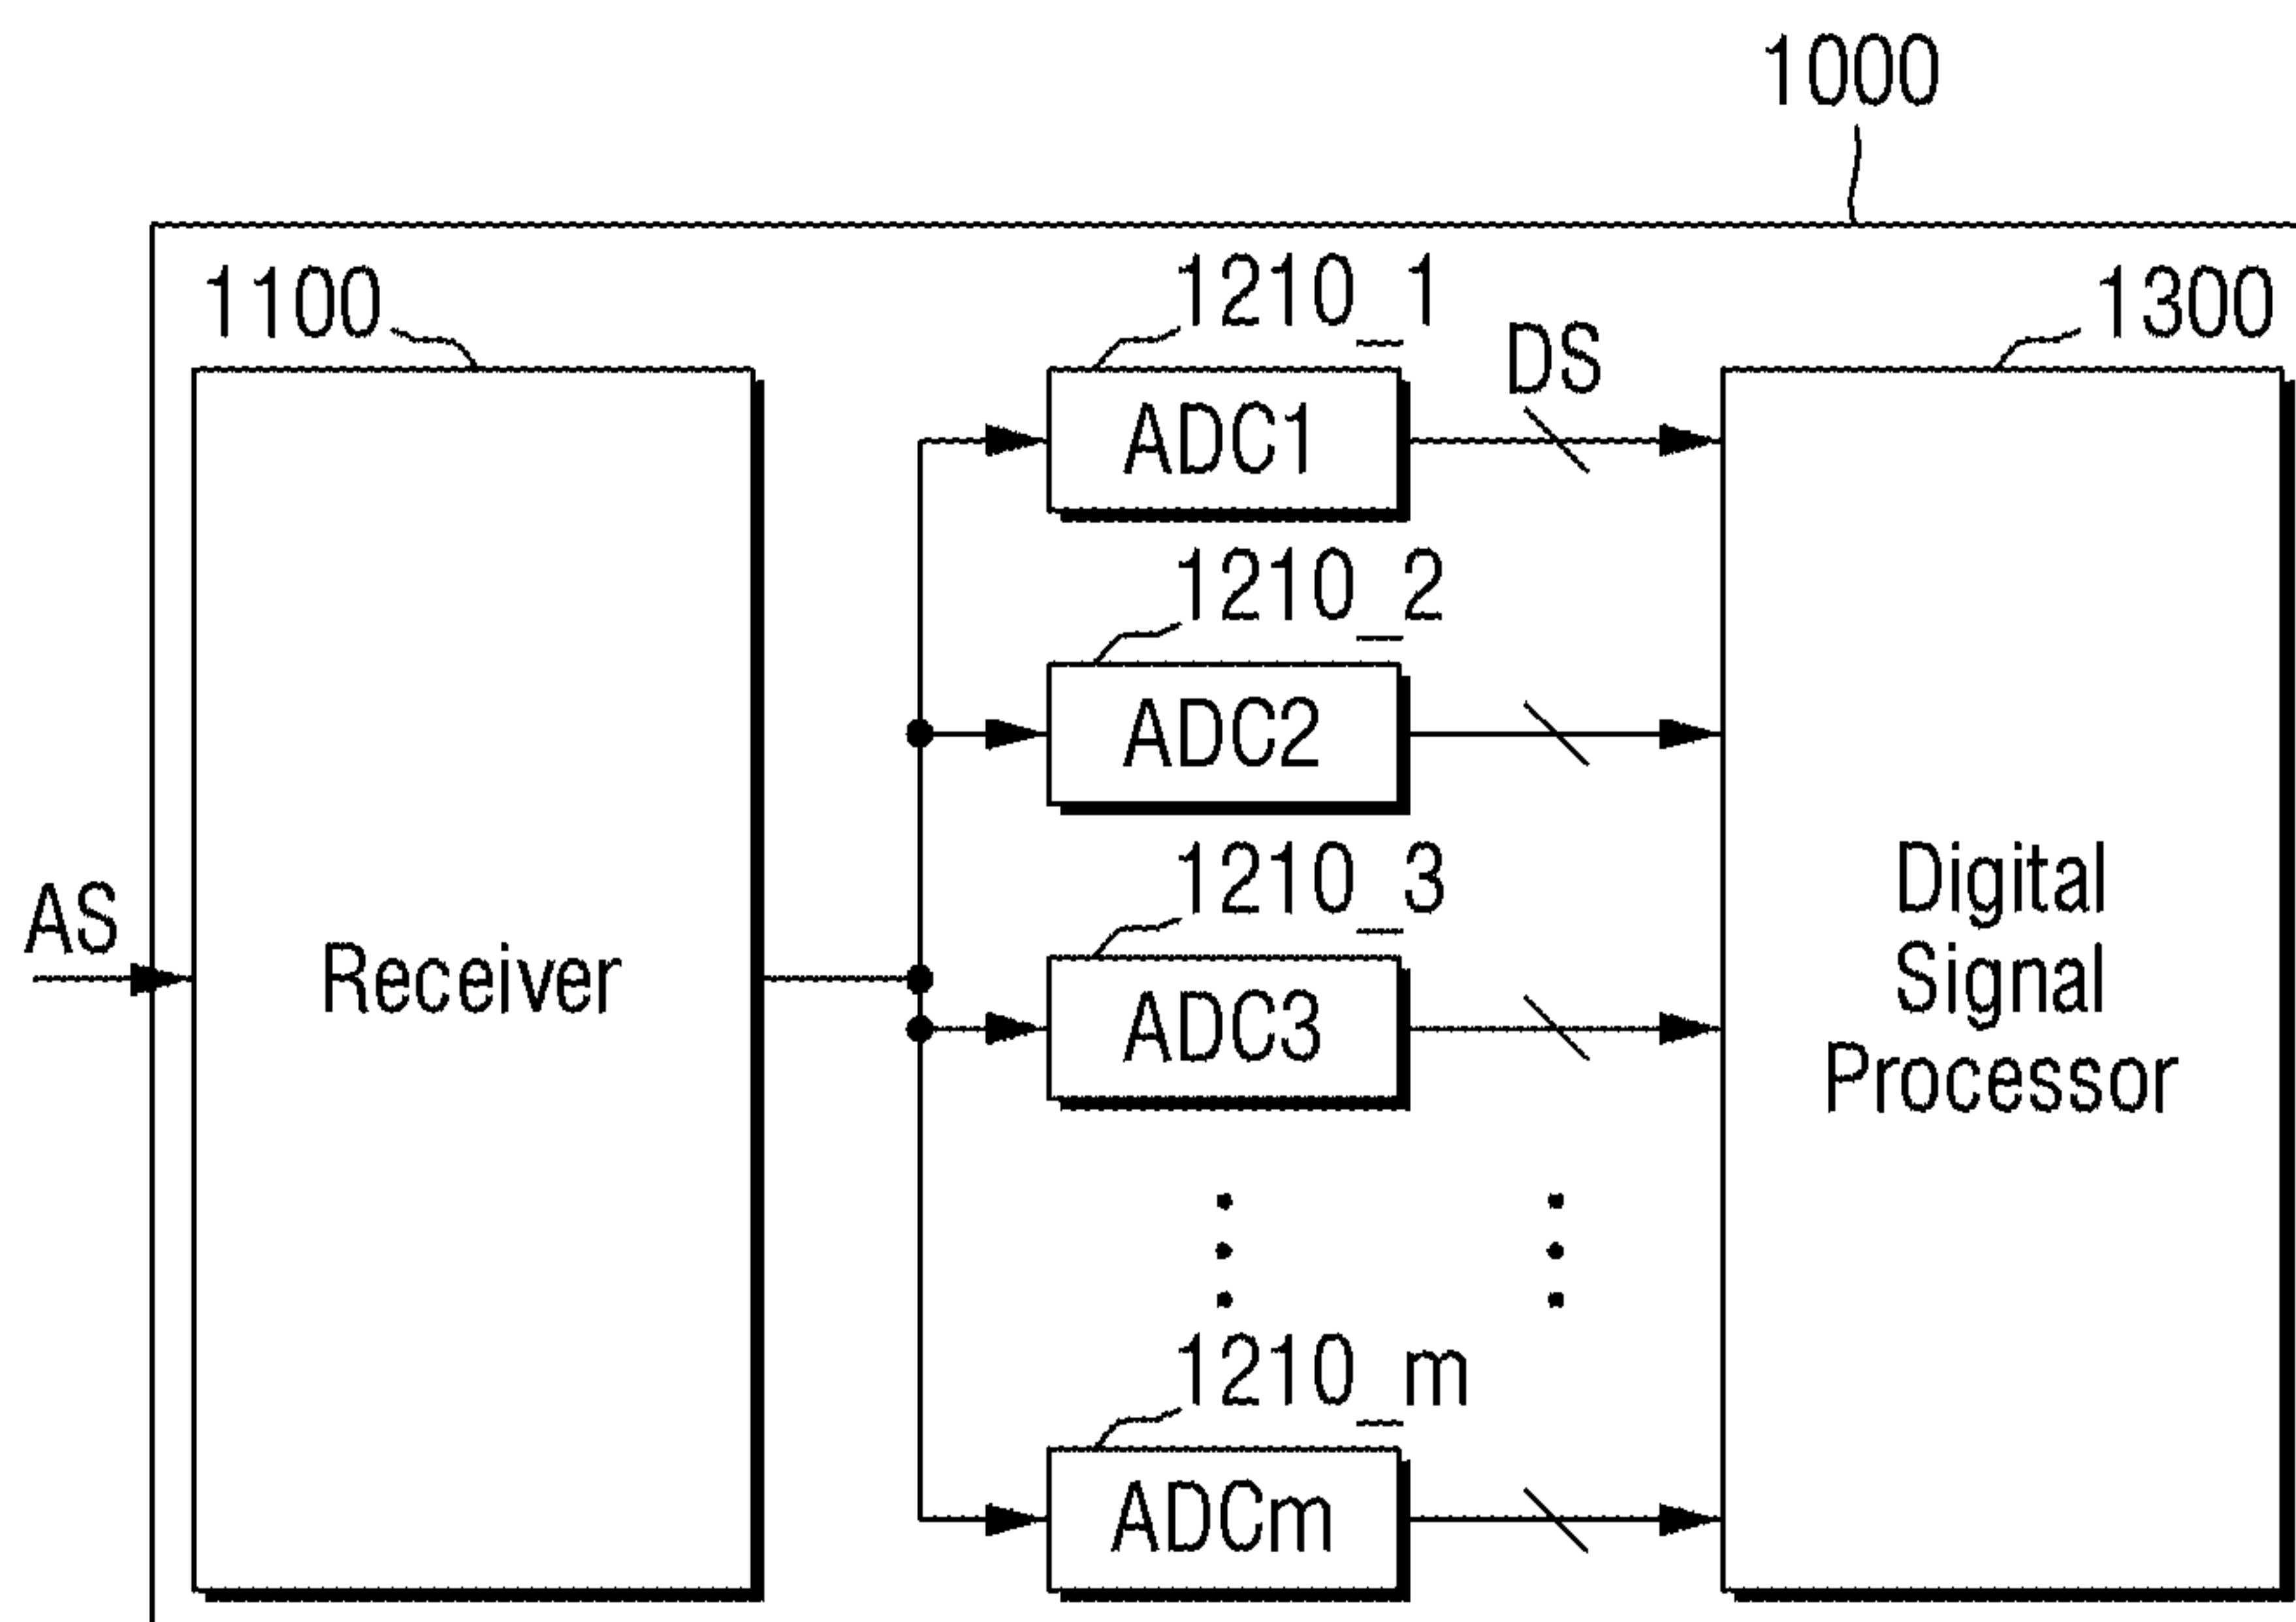 1000
1100
1210_1
DS
1300
ADC1
1210_2
ADC2
1210_3
AS
Receiver
ADC3
Digital
Signal
Processor
1210_m
ADCm